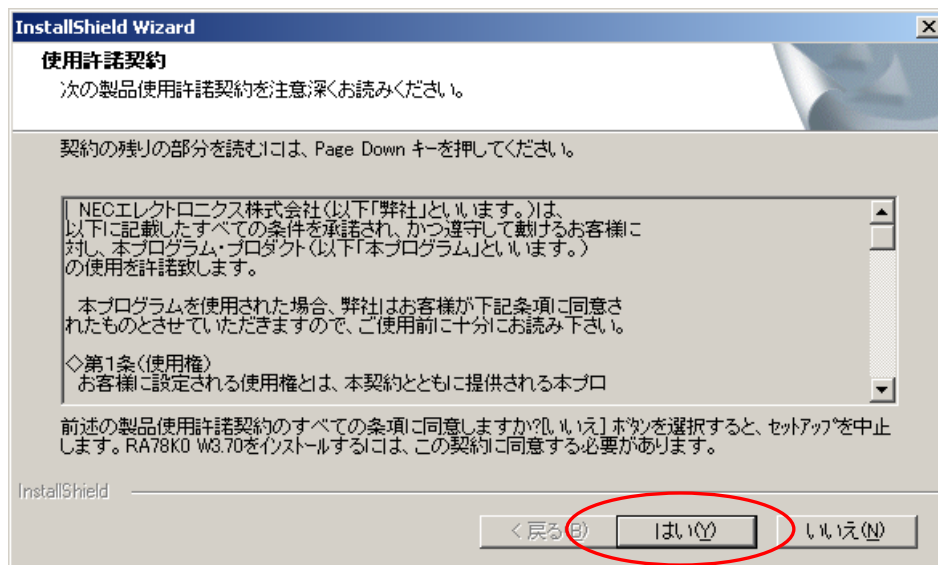 InstallShield Wizard
使用許諾契約
次の製品使用許諾契約を注意深くお読みください。
契約の残りの部分を読むには、Page Down キーを押してください。
NECエレクトロニクス株式会社(以下「弊社」といいます。)は、
以下に記載したすべての条件を承諾され、かつ遵守して戴けるお客様に
対し、本プログラム・プロダクト(以下「本プログラム」といいます。)
の使用を許諾致します。
本プログラムを使用された場合、弊社はお客様が下記条項に同意さ
れたものとさせていただきますので、ご使用前に十分にお読み下さい。
◇第1条(使用権)
お客様に設定される使用権とは、本契約とともに提供される本プロ
前述の製品使用許諾契約のすべての条項に同意しますか?[いいえ] ボタンを選択すると、セットアップを中止
します。RA78K0 W3.70をインストールするには、この契約に同意する必要があります。
InstallShield
< 戻る(B) はい(Y) いいえ(N)